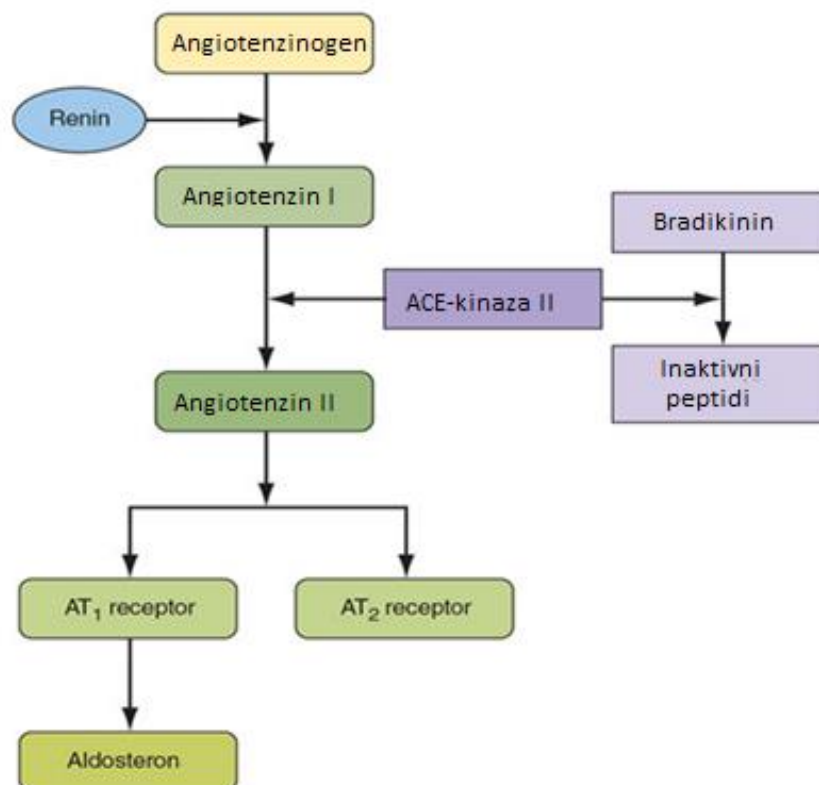 Angiotenzinogen
Renin
Angiotenzin I
Bradikinin
ACE-kinaza II
Inaktivni
peptidi
Angiotenzin II
AT₁ receptor
AT₂ receptor
Aldosteron